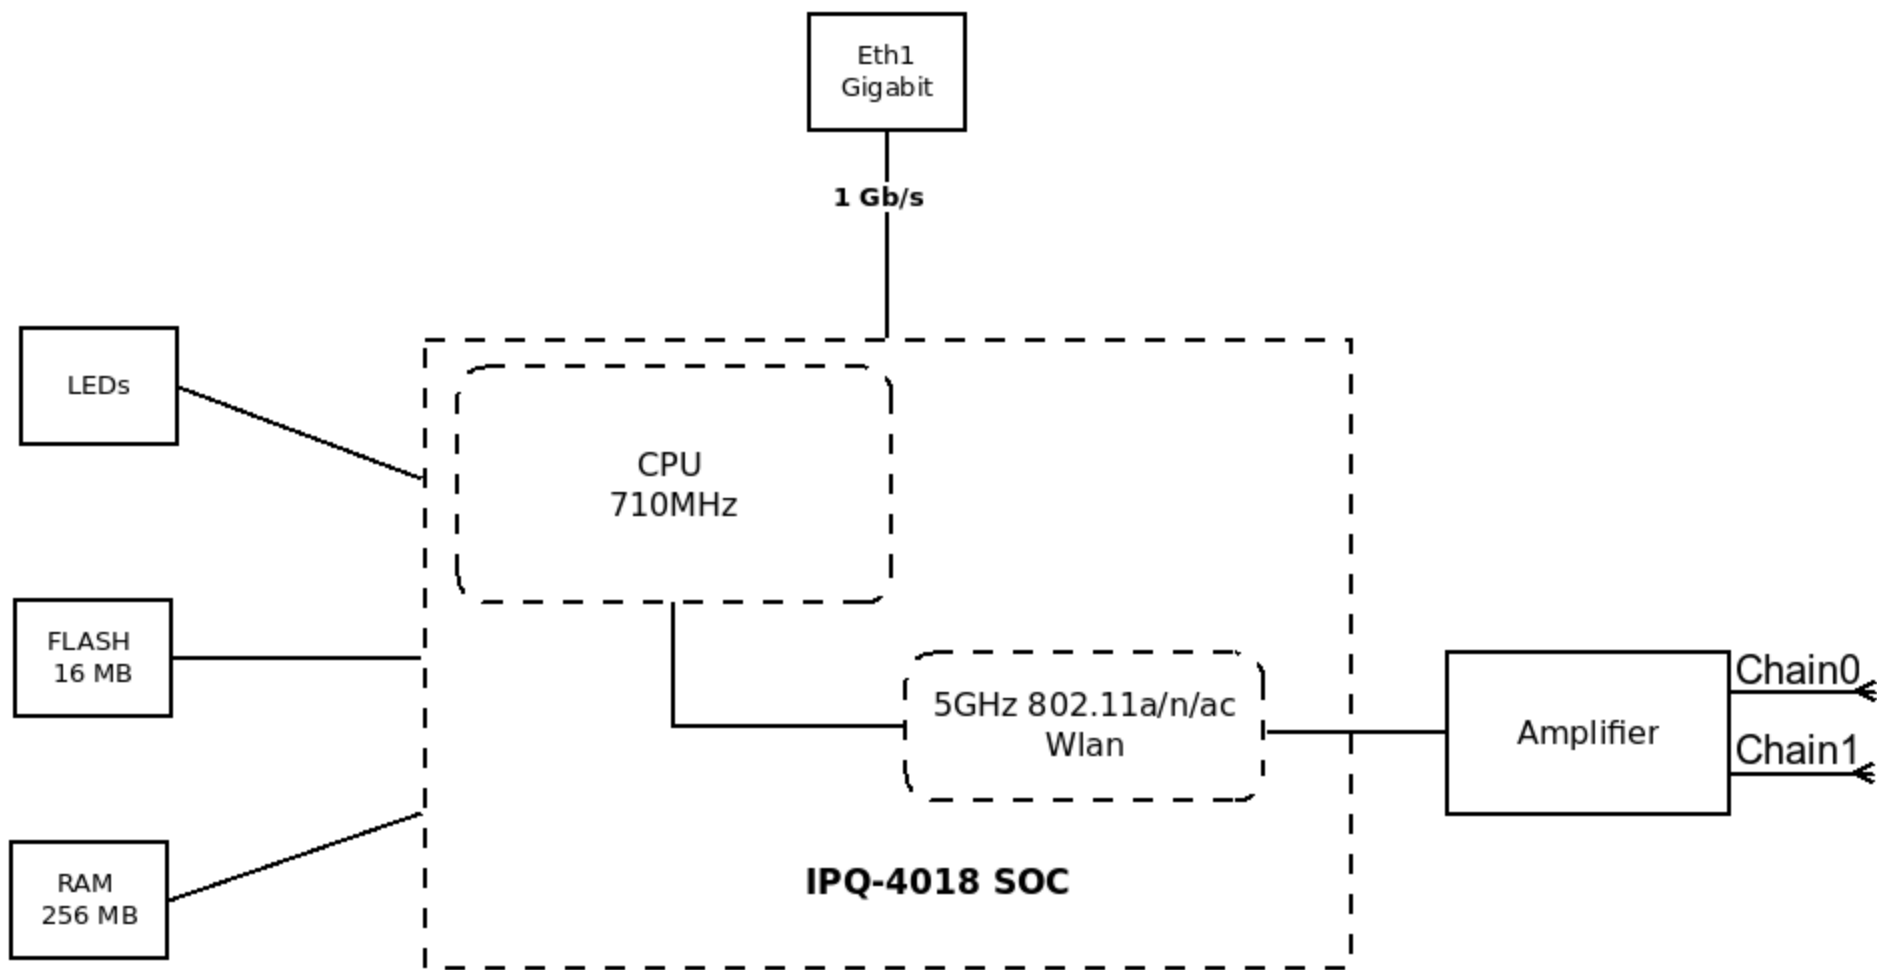 Eth1
Gigabit
1 Gb/s
LEDs
CPU
710MHz
FLASH
16 MB
5GHz 802.11a/n/ac
Wlan
Amplifier
Chain0
Chain1
RAM
256 MB
IPQ-4018 SOC